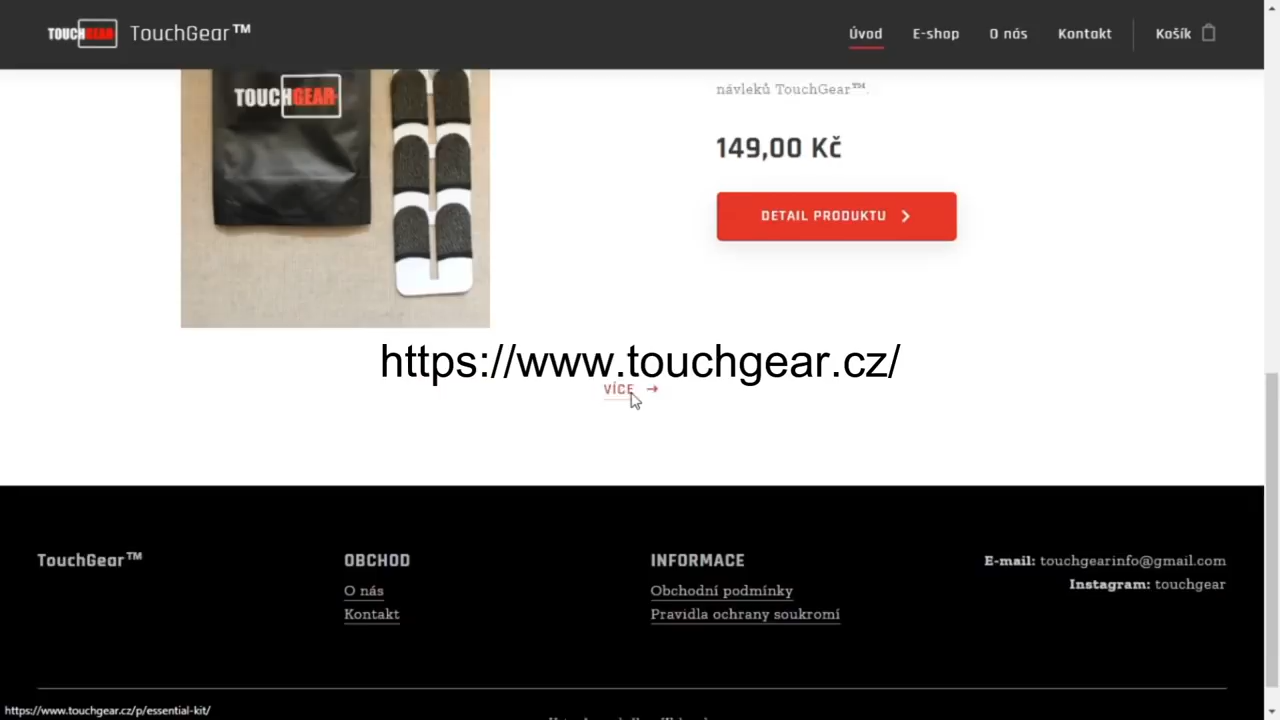 TOUCHGEAR TouchGear™ Úvod E-shop O nás Kontakt Košík
TOUCHGEAR
návleků TouchGear™.
149,00 Kč
DETAIL PRODUKTU
https://www.touchgear.cz/
VÍCE →
TouchGear™
OBCHOD
O nás
Kontakt
INFORMACE
Obchodní podmínky
Pravidla ochrany soukromí
E-mail: touchgearinfo@gmail.com
Instagram: touchgear
https://www.touchgear.cz/p/essential-kit/